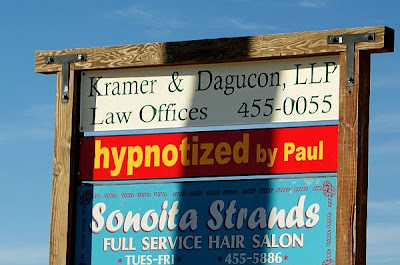 Kramer & Dagucon, LLP
Law Offices 455-0055
hypnotized by Paul
Sonoita Strands
FULL SERVICE HAIR SALON
*TUES-FRI* *455-5886*